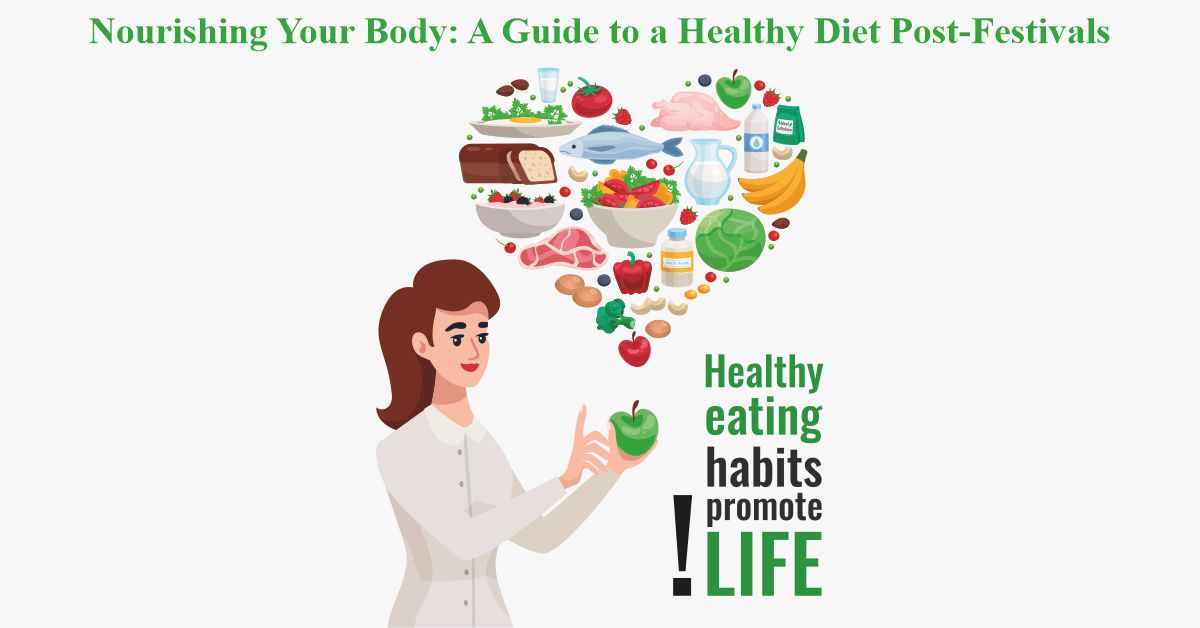 Nourishing Your Body: A Guide to a Healthy Diet Post-Festivals
Healthy
eating
habits
promote
! LIFE